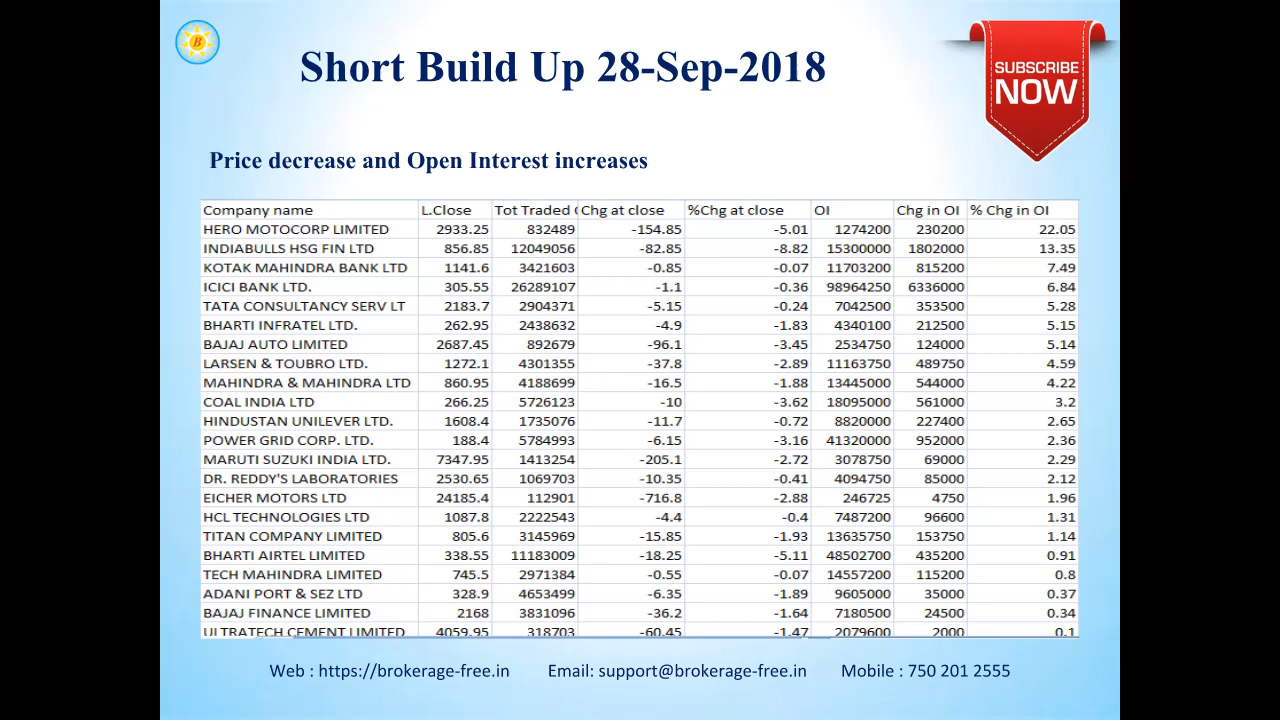 B
Short Build Up 28-Sep-2018
SUBSCRIBE
NOW
Price decrease and Open Interest increases
Company name L.Close Tot Traded Chg at close %Chg at close OI Chg in OI % Chg in OI
HERO MOTOCORP LIMITED 2933.25 832489 -154.85 -5.01 1274200 230200 22.05
INDIABULLS HSG FIN LTD 856.85 12049056 -82.85 -8.82 15300000 1802000 13.35
KOTAK MAHINDRA BANK LTD 1141.6 3421603 -0.85 -0.07 11703200 815200 7.49
ICICI BANK LTD. 305.55 26289107 -1.1 -0.36 98964250 6336000 6.84
TATA CONSULTANCY SERV LT 2183.7 2904371 -5.15 -0.24 7042500 353500 5.28
BHARTI INFRATEL LTD. 262.95 2438632 -4.9 -1.83 4340100 212500 5.15
BAJAJ AUTO LIMITED 2687.45 892679 -96.1 -3.45 2534750 124000 5.14
LARSEN & TOUBRO LTD. 1272.1 4301355 -37.8 -2.89 11163750 489750 4.59
MAHINDRA & MAHINDRA LTD 860.95 4188699 -16.5 -1.88 13445000 544000 4.22
COAL INDIA LTD 266.25 5726123 -10 -3.62 18095000 561000 3.2
HINDUSTAN UNILEVER LTD. 1608.4 1735076 -11.7 -0.72 8820000 227400 2.65
POWER GRID CORP. LTD. 188.4 5784993 -6.15 -3.16 41320000 952000 2.36
MARUTI SUZUKI INDIA LTD. 7347.95 1413254 -205.1 -2.72 3078750 69000 2.29
DR. REDDY'S LABORATORIES 2530.65 1069703 -10.35 -0.41 4094750 85000 2.12
EICHER MOTORS LTD 24185.4 112901 -716.8 -2.88 246725 4750 1.96
HCL TECHNOLOGIES LTD 1087.8 2222543 -4.4 -0.4 7487200 96600 1.31
TITAN COMPANY LIMITED 805.6 3145969 -15.85 -1.93 13635750 153750 1.14
BHARTI AIRTEL LIMITED 338.55 11183009 -18.25 -5.11 48502700 435200 0.91
TECH MAHINDRA LIMITED 745.5 2971384 -0.55 -0.07 14557200 115200 0.8
ADANI PORT & SEZ LTD 328.9 4653499 -6.35 -1.89 9605000 35000 0.37
BAJAJ FINANCE LIMITED 2168 3831096 -36.2 -1.64 7180500 24500 0.34
ULTRATECH CEMENT LIMITED 4059.95 318703 -60.45 -1.47 2079600 2000 0.1
Web : https://brokerage-free.in Email: support@brokerage-free.in Mobile : 750 201 2555